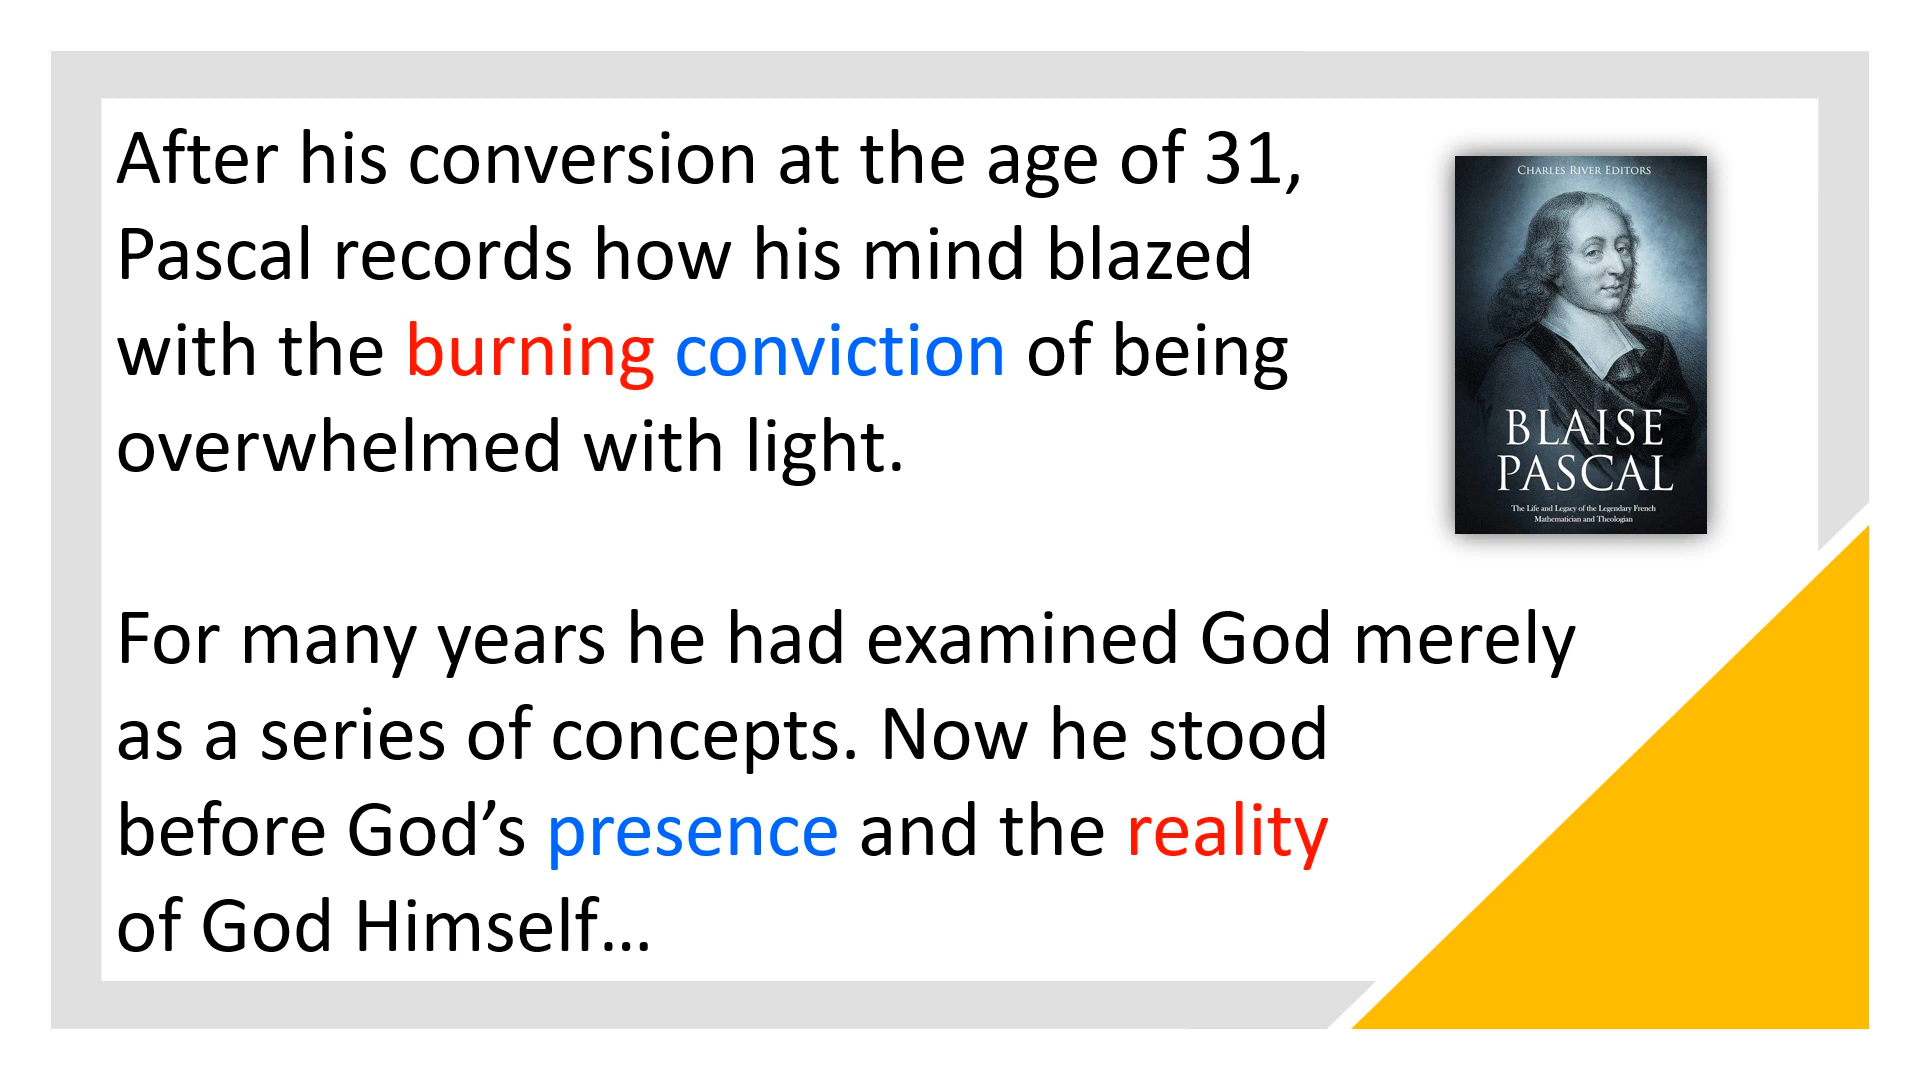 After his conversion at the age of 31,
Pascal records how his mind blazed
with the burning conviction of being
overwhelmed with light.
For many years he had examined God merely
as a series of concepts. Now he stood
before God’s presence and the reality
of God Himself…
CHARLES RIVER EDITORS
BLAISE
PASCAL
The Life and Legacy of the Legendary French
Mathematician and Theologian